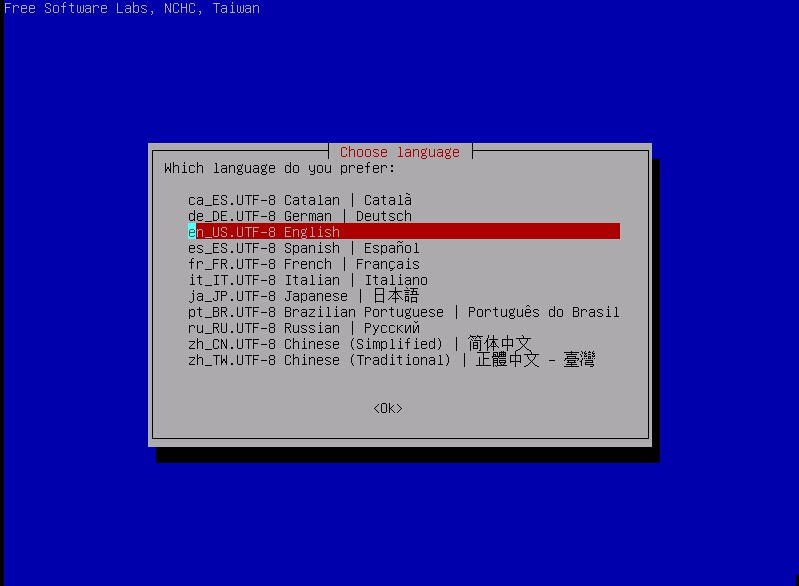 Free Software Labs, NCHC, Taiwan
Choose language
Which language do you prefer:
ca_ES.UTF-8 Catalan | Català
de_DE.UTF-8 German | Deutsch
en_US.UTF-8 English
es_ES.UTF-8 Spanish | Español
fr_FR.UTF-8 French | Français
it_IT.UTF-8 Italian | Italiano
ja_JP.UTF-8 Japanese | 日本語
pt_BR.UTF-8 Brazilian Portuguese | Português do Brasil
ru_RU.UTF-8 Russian | Русский
zh_CN.UTF-8 Chinese (Simplified) | 简体中文
zh_TW.UTF-8 Chinese (Traditional) | 正體中文 - 臺灣
<Ok>